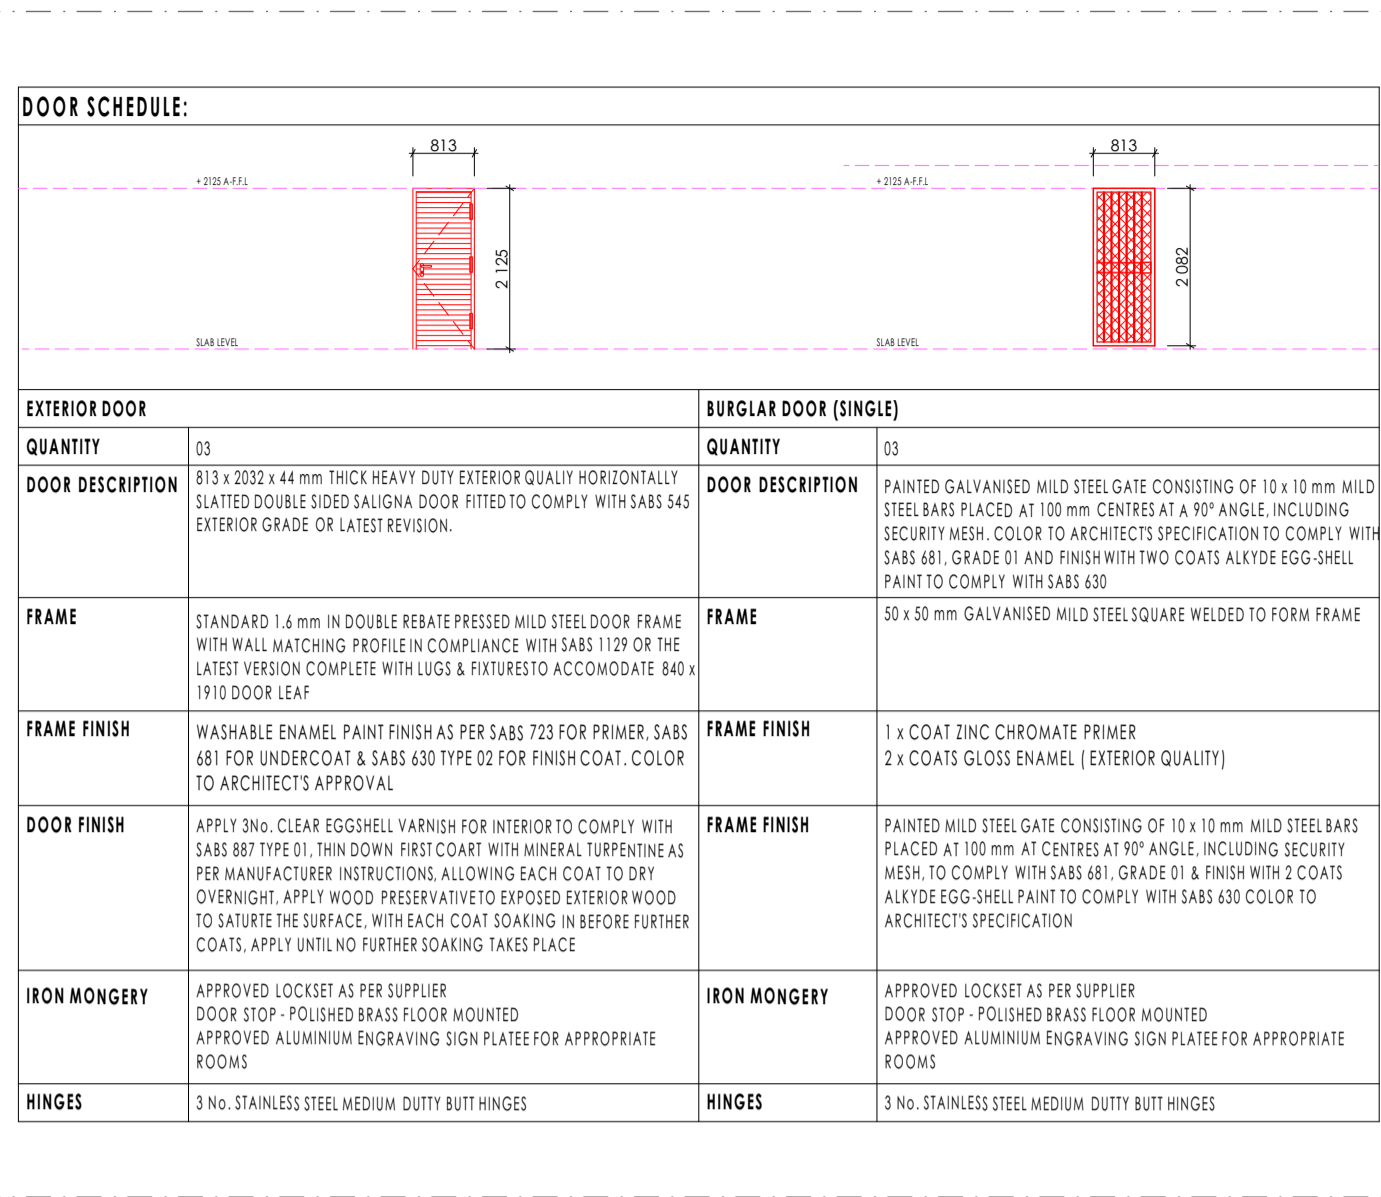 DOOR SCHEDULE:
813
813
+ 2125 A-F.F.L
+ 2125 A-F.F.L
2 125
2 082
SLAB LEVEL
SLAB LEVEL
EXTERIOR DOOR
QUANTITY
03
DOOR DESCRIPTION
813 x 2032 x 44 mm THICK HEAVY DUTY EXTERIOR QUALIY HORIZONTALLY
SLATTED DOUBLE SIDED SALIGNA DOOR FITTED TO COMPLY WITH SABS 545
EXTERIOR GRADE OR LATEST REVISION.
FRAME
STANDARD 1.6 mm IN DOUBLE REBATE PRESSED MILD STEEL DOOR FRAME
WITH WALL MATCHING PROFILE IN COMPLIANCE WITH SABS 1129 OR THE
LATEST VERSION COMPLETE WITH LUGS & FIXTURESTO ACCOMODATE 840 x
1910 DOOR LEAF
FRAME FINISH
WASHABLE ENAMEL PAINT FINISH AS PER SABS 723 FOR PRIMER, SABS
681 FOR UNDERCOAT & SABS 630 TYPE 02 FOR FINISH COAT. COLOR
TO ARCHITECT'S APPROVAL
DOOR FINISH
APPLY 3No. CLEAR EGGSHELL VARNISH FOR INTERIOR TO COMPLY WITH
SABS 887 TYPE 01, THIN DOWN FIRST COART WITH MINERAL TURPENTINE AS
PER MANUFACTURER INSTRUCTIONS, ALLOWING EACH COAT TO DRY
OVERNIGHT, APPLY WOOD PRESERVATIVE TO EXPOSED EXTERIOR WOOD
TO SATURTE THE SURFACE, WITH EACH COAT SOAKING IN BEFORE FURTHER
COATS, APPLY UNTIL NO FURTHER SOAKING TAKES PLACE
IRON MONGERY
APPROVED LOCKSET AS PER SUPPLIER
DOOR STOP - POLISHED BRASS FLOOR MOUNTED
APPROVED ALUMINIUM ENGRAVING SIGN PLATEE FOR APPROPRIATE
ROOMS
HINGES
3 No. STAINLESS STEEL MEDIUM DUTTY BUTT HINGES
BURGLAR DOOR (SINGLE)
QUANTITY
03
DOOR DESCRIPTION
PAINTED GALVANISED MILD STEEL GATE CONSISTING OF 10 x 10 mm MILD
STEEL BARS PLACED AT 100 mm CENTRES AT A 90° ANGLE, INCLUDING
SECURITY MESH. COLOR TO ARCHITECT'S SPECIFICATION TO COMPLY WITH
SABS 681, GRADE 01 AND FINISH WITH TWO COATS ALKYDE EGG-SHELL
PAINT TO COMPLY WITH SABS 630
FRAME
50 x 50 mm GALVANISED MILD STEEL SQUARE WELDED TO FORM FRAME
FRAME FINISH
1 x COAT ZINC CHROMATE PRIMER
2 x COATS GLOSS ENAMEL ( EXTERIOR QUALITY)
FRAME FINISH
PAINTED MILD STEEL GATE CONSISTING OF 10 x 10 mm MILD STEEL BARS
PLACED AT 100 mm AT CENTRES AT 90° ANGLE, INCLUDING SECURITY
MESH, TO COMPLY WITH SABS 681, GRADE 01 & FINISH WITH 2 COATS
ALKYDE EGG-SHELL PAINT TO COMPLY WITH SABS 630 COLOR TO
ARCHITECT'S SPECIFICATION
IRON MONGERY
APPROVED LOCKSET AS PER SUPPLIER
DOOR STOP - POLISHED BRASS FLOOR MOUNTED
APPROVED ALUMINIUM ENGRAVING SIGN PLATEE FOR APPROPRIATE
ROOMS
HINGES
3 No. STAINLESS STEEL MEDIUM DUTTY BUTT HINGES